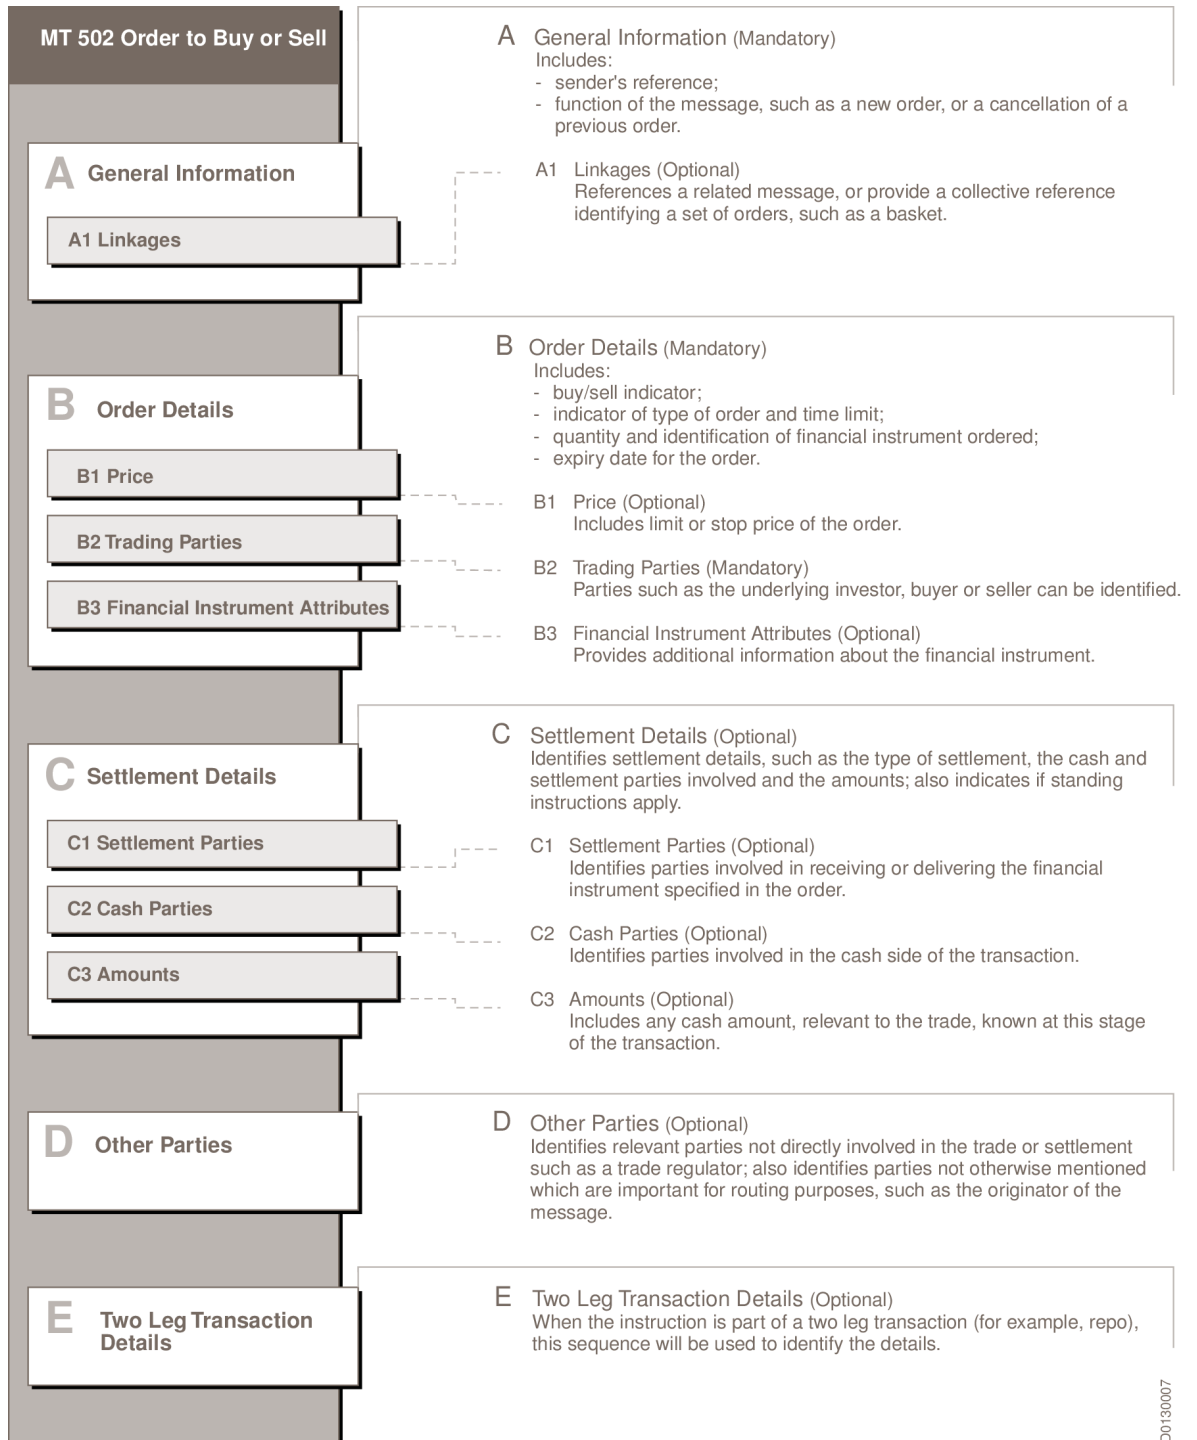 MT 502 Order to Buy or Sell
A General Information
A1 Linkages
B Order Details
B1 Price
B2 Trading Parties
B3 Financial Instrument Attributes
C Settlement Details
C1 Settlement Parties
C2 Cash Parties
C3 Amounts
D Other Parties
E Two Leg Transaction
Details
A General Information (Mandatory)
Includes:
- sender's reference;
- function of the message, such as a new order, or a cancellation of a
previous order.
A1 Linkages (Optional)
References a related message, or provide a collective reference
identifying a set of orders, such as a basket.
B Order Details (Mandatory)
Includes:
- buy/sell indicator;
- indicator of type of order and time limit;
- quantity and identification of financial instrument ordered;
- expiry date for the order.
B1 Price (Optional)
Includes limit or stop price of the order.
B2 Trading Parties (Mandatory)
Parties such as the underlying investor, buyer or seller can be identified.
B3 Financial Instrument Attributes (Optional)
Provides additional information about the financial instrument.
C Settlement Details (Optional)
Identifies settlement details, such as the type of settlement, the cash and
settlement parties involved and the amounts; also indicates if standing
instructions apply.
C1 Settlement Parties (Optional)
Identifies parties involved in receiving or delivering the financial
instrument specified in the order.
C2 Cash Parties (Optional)
Identifies parties involved in the cash side of the transaction.
C3 Amounts (Optional)
Includes any cash amount, relevant to the trade, known at this stage
of the transaction.
D Other Parties (Optional)
Identifies relevant parties not directly involved in the trade or settlement
such as a trade regulator; also identifies parties not otherwise mentioned
which are important for routing purposes, such as the originator of the
message.
E Two Leg Transaction Details (Optional)
When the instruction is part of a two leg transaction (for example, repo),
this sequence will be used to identify the details.
D0130007